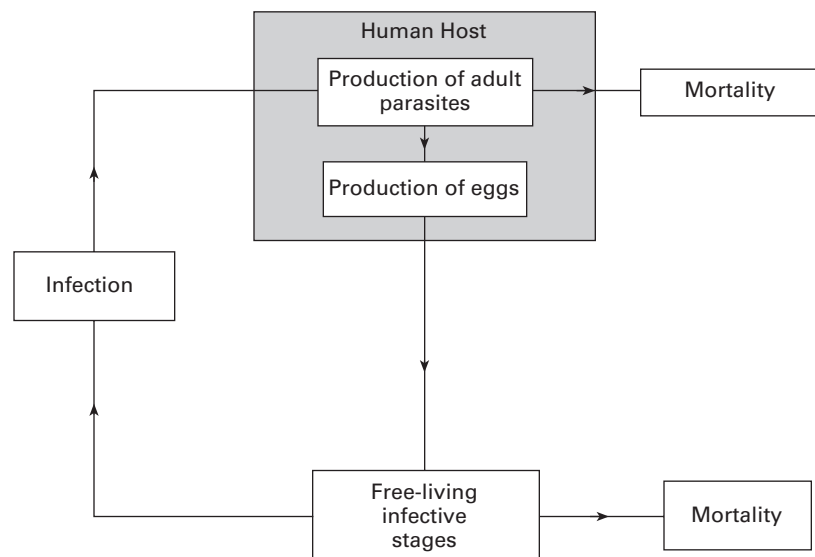 Human Host
Production of adult
parasites
Mortality
Production of eggs
Infection
Free-living
infective
stages
Mortality